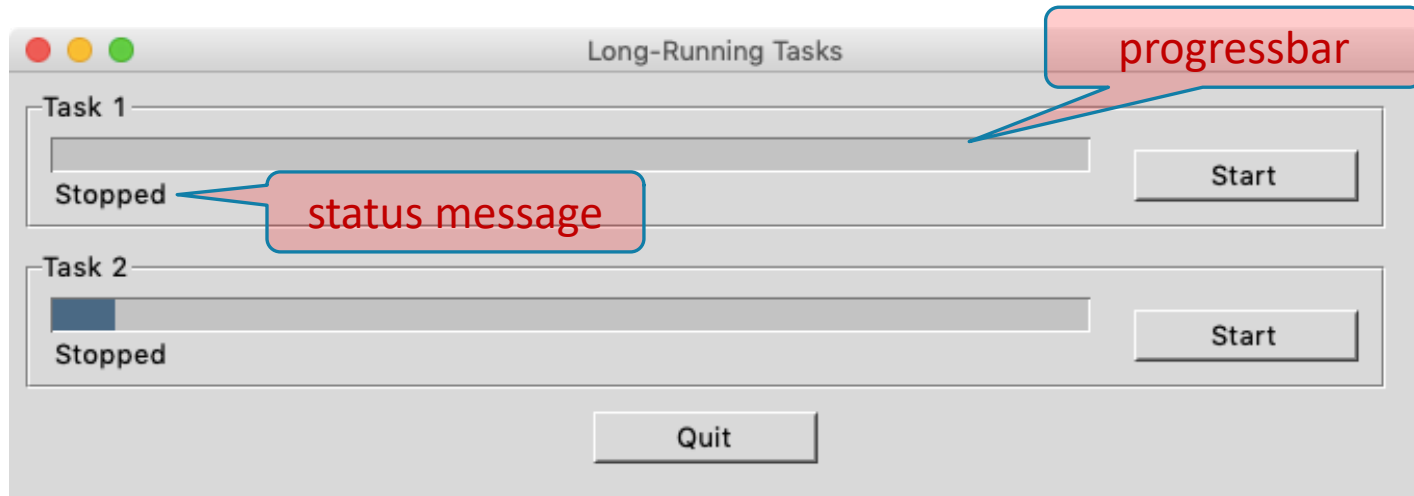 Long-Running Tasks
progressbar
Task 1
Start
Stopped
status message
Task 2
Start
Stopped
Quit